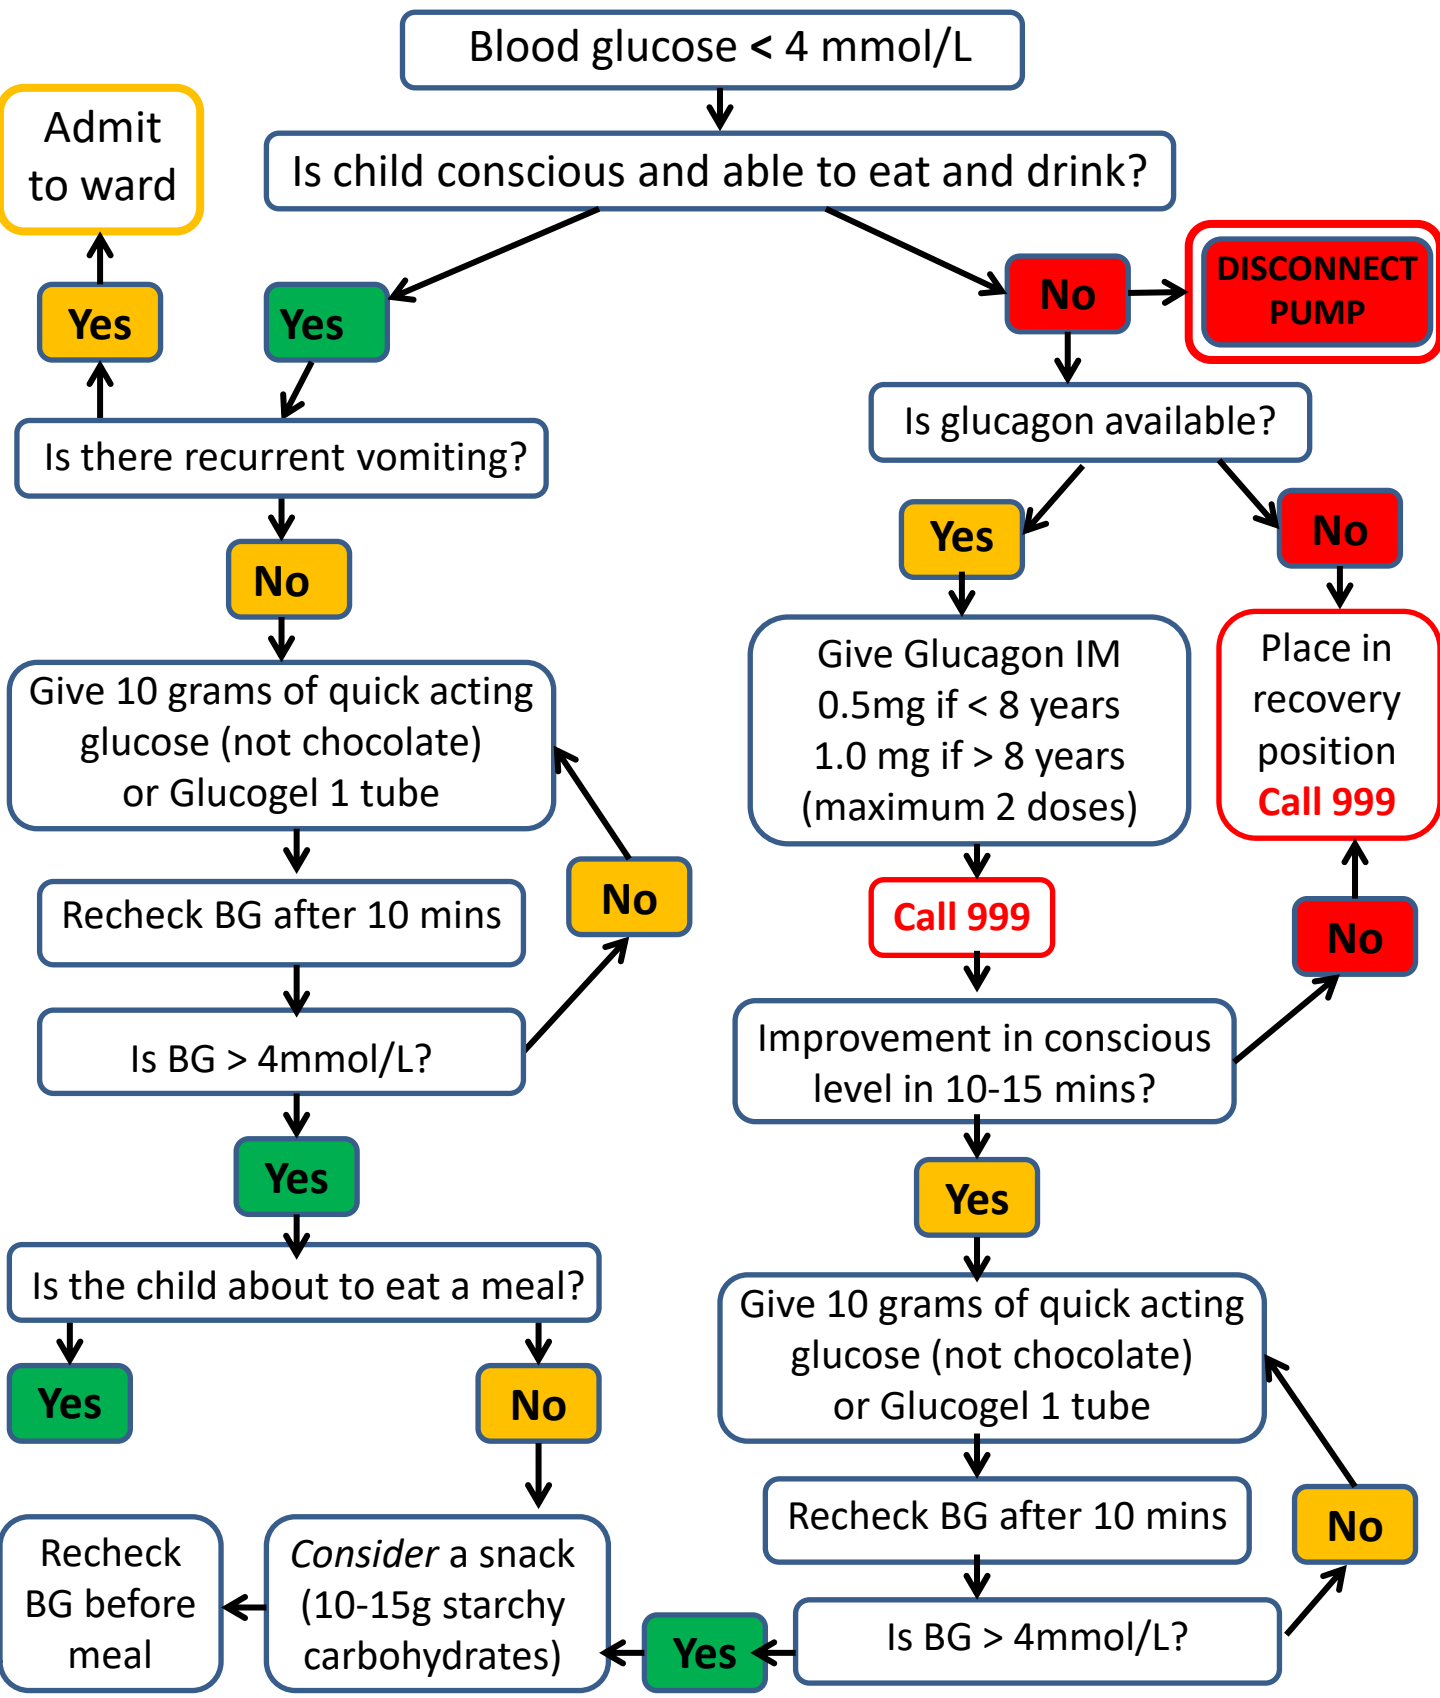 Blood glucose < 4 mmol/L
Is child conscious and able to eat and drink?
Admit
to ward
Yes
Yes
No
DISCONNECT
PUMP
Is there recurrent vomiting?
Is glucagon available?
No
Yes
No
Give 10 grams of quick acting
glucose (not chocolate)
or Glucogel 1 tube
Give Glucagon IM
0.5mg if < 8 years
1.0 mg if > 8 years
(maximum 2 doses)
Place in
recovery
position
Call 999
Recheck BG after 10 mins
No
Call 999
No
Is BG > 4mmol/L?
Improvement in conscious
level in 10-15 mins?
Yes
Yes
Is the child about to eat a meal?
Give 10 grams of quick acting
glucose (not chocolate)
or Glucogel 1 tube
Yes
No
Recheck BG after 10 mins
No
Recheck
BG before
meal
Consider a snack
(10-15g starchy
carbohydrates)
Yes
Is BG > 4mmol/L?